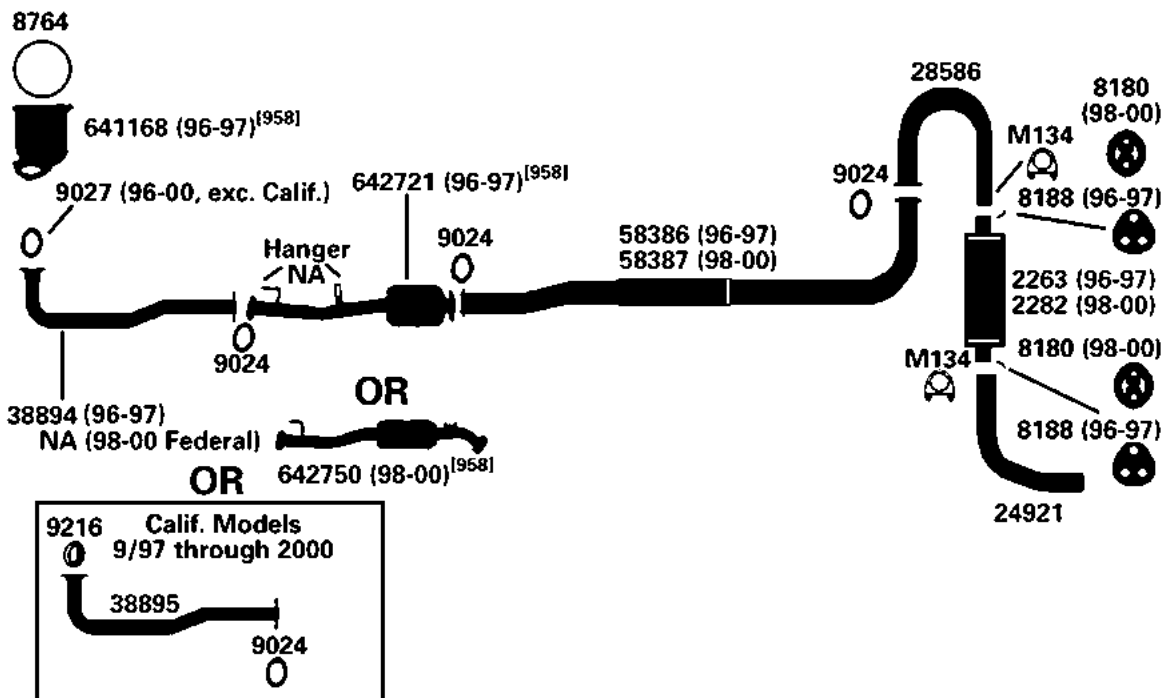 8764
641168 (96-97)[958]
9027 (96-00, exc. Calif.)
642721 (96-97)[958]
Hanger
NA
9024
9024
38894 (96-97)
NA (98-00 Federal)
OR
642750 (98-00)[958]
OR
Calif. Models
9/97 through 2000
9216
38895
9024
58386 (96-97)
58387 (98-00)
9024
28586
M134
8180
(98-00)
8188 (96-97)
2263 (96-97)
2282 (98-00)
M134
8180 (98-00)
8188 (96-97)
24921